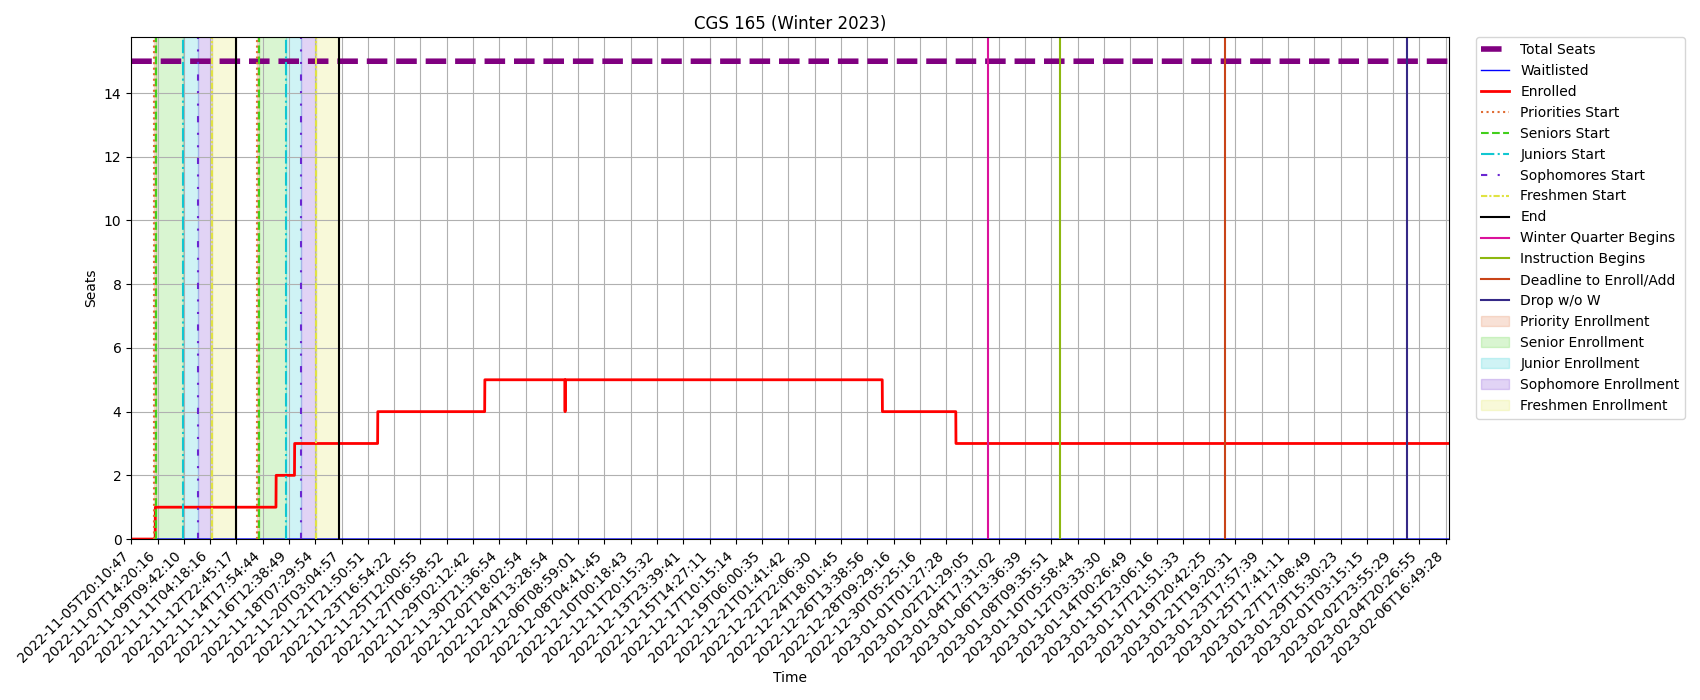 CGS 165 (Winter 2023)
Seats
14
12
10
8
6
4
2
0
2022-11-05T20:10:47
2022-11-07T14:20:16
2022-11-09T09:42:10
2022-11-11T04:18:16
2022-11-12T22:45:17
2022-11-14T17:54:44
2022-11-16T12:38:49
2022-11-18T07:29:54
2022-11-20T03:04:57
2022-11-21T21:50:51
2022-11-23T16:54:22
2022-11-25T12:00:55
2022-11-27T06:58:52
2022-11-29T02:12:42
2022-11-30T21:36:54
2022-12-02T18:02:54
2022-12-04T13:28:54
2022-12-06T08:59:01
2022-12-08T04:41:45
2022-12-10T00:18:43
2022-12-11T20:15:32
2022-12-13T23:39:41
2022-12-15T14:27:11
2022-12-17T10:15:14
2022-12-19T06:00:35
2022-12-21T01:41:42
2022-12-22T22:06:30
2022-12-24T18:01:45
2022-12-26T13:38:56
2022-12-28T09:29:16
2022-12-30T05:25:16
2023-01-01T01:27:28
2023-01-02T21:29:05
2023-01-04T17:31:02
2023-01-06T13:36:39
2023-01-08T09:35:51
2023-01-10T05:58:44
2023-01-12T03:33:30
2023-01-14T00:26:49
2023-01-15T23:06:16
2023-01-17T21:51:33
2023-01-19T20:42:25
2023-01-21T19:20:31
2023-01-23T17:57:39
2023-01-25T17:41:11
2023-01-27T17:08:49
2023-01-29T15:30:23
2023-02-01T03:15:15
2023-02-02T23:55:29
2023-02-04T20:26:55
2023-02-06T16:49:28
Time
Total Seats
Waitlisted
Enrolled
Priorities Start
Seniors Start
Juniors Start
Sophomores Start
Freshmen Start
End
Winter Quarter Begins
Instruction Begins
Deadline to Enroll/Add
Drop w/o W
Priority Enrollment
Senior Enrollment
Junior Enrollment
Sophomore Enrollment
Freshmen Enrollment